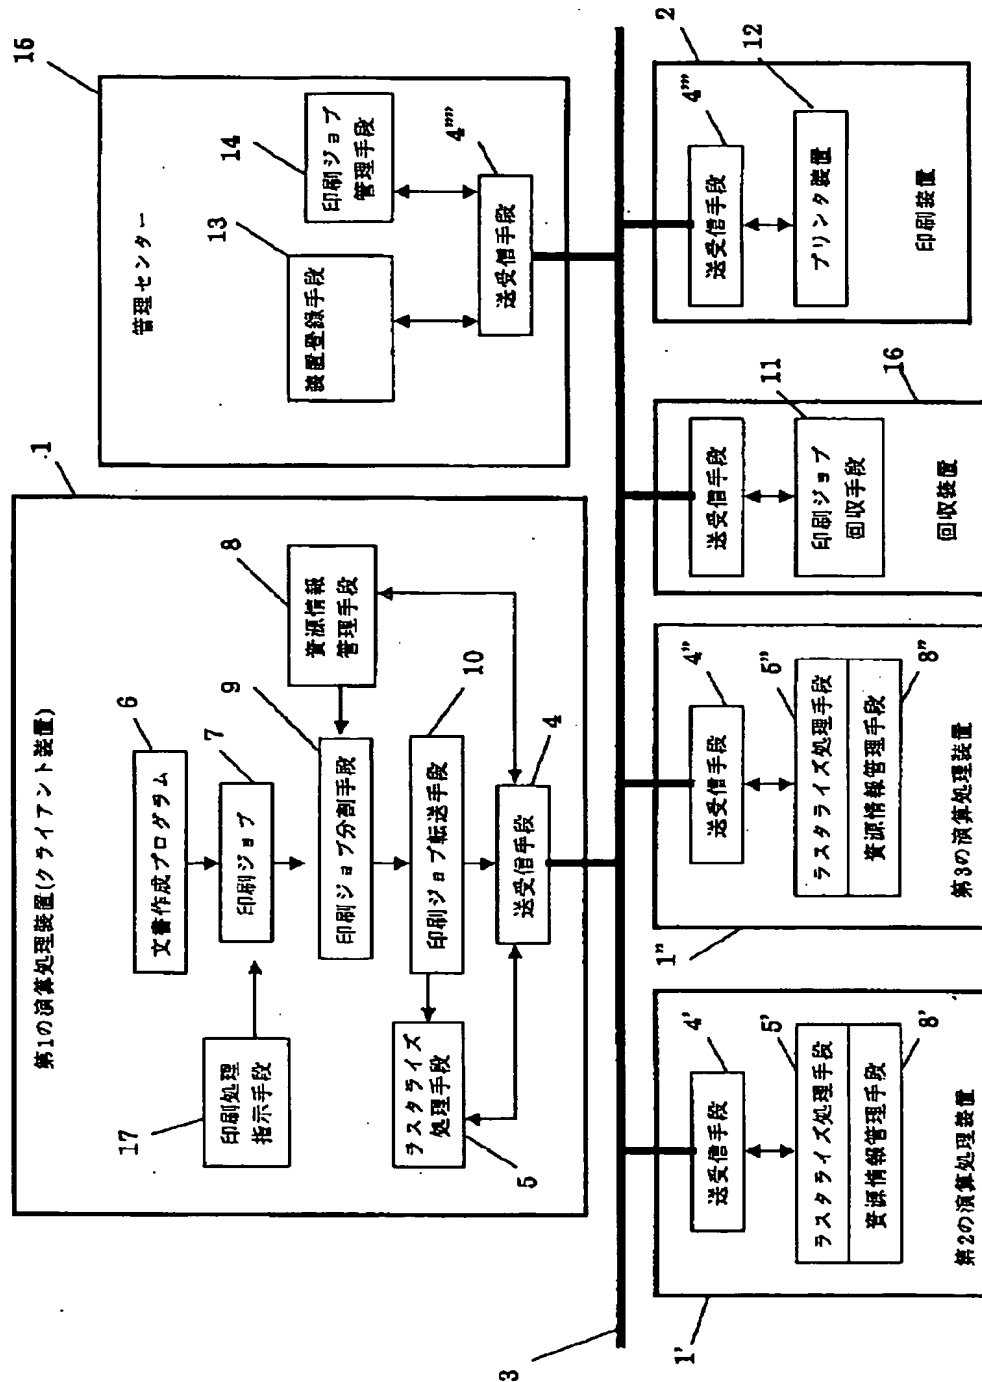 第1の演算処理装置(クライアント装置)
1
文書作成プログラム
6
印刷処理
指示手段
17
印刷ジョブ
7
印刷ジョブ分割手段
9
資源情報
管理手段
8
印刷ジョブ転送手段
10
ラスタライズ
処理手段
5
送受信手段
4
管理センター
15
装置登録手段
13
印刷ジョブ
管理手段
14
送受信手段
4''''
3
1'
送受信手段
4'
ラスタライズ処理手段
5'
資源情報管理手段
8'
第2の演算処理装置
1"
送受信手段
4"
ラスタライズ処理手段
5"
資源情報管理手段
8"
第3の演算処理装置
送受信手段
印刷ジョブ
回収手段
11
16
回収装置
2
送受信手段
4'''
プリンタ装置
12
印刷装置